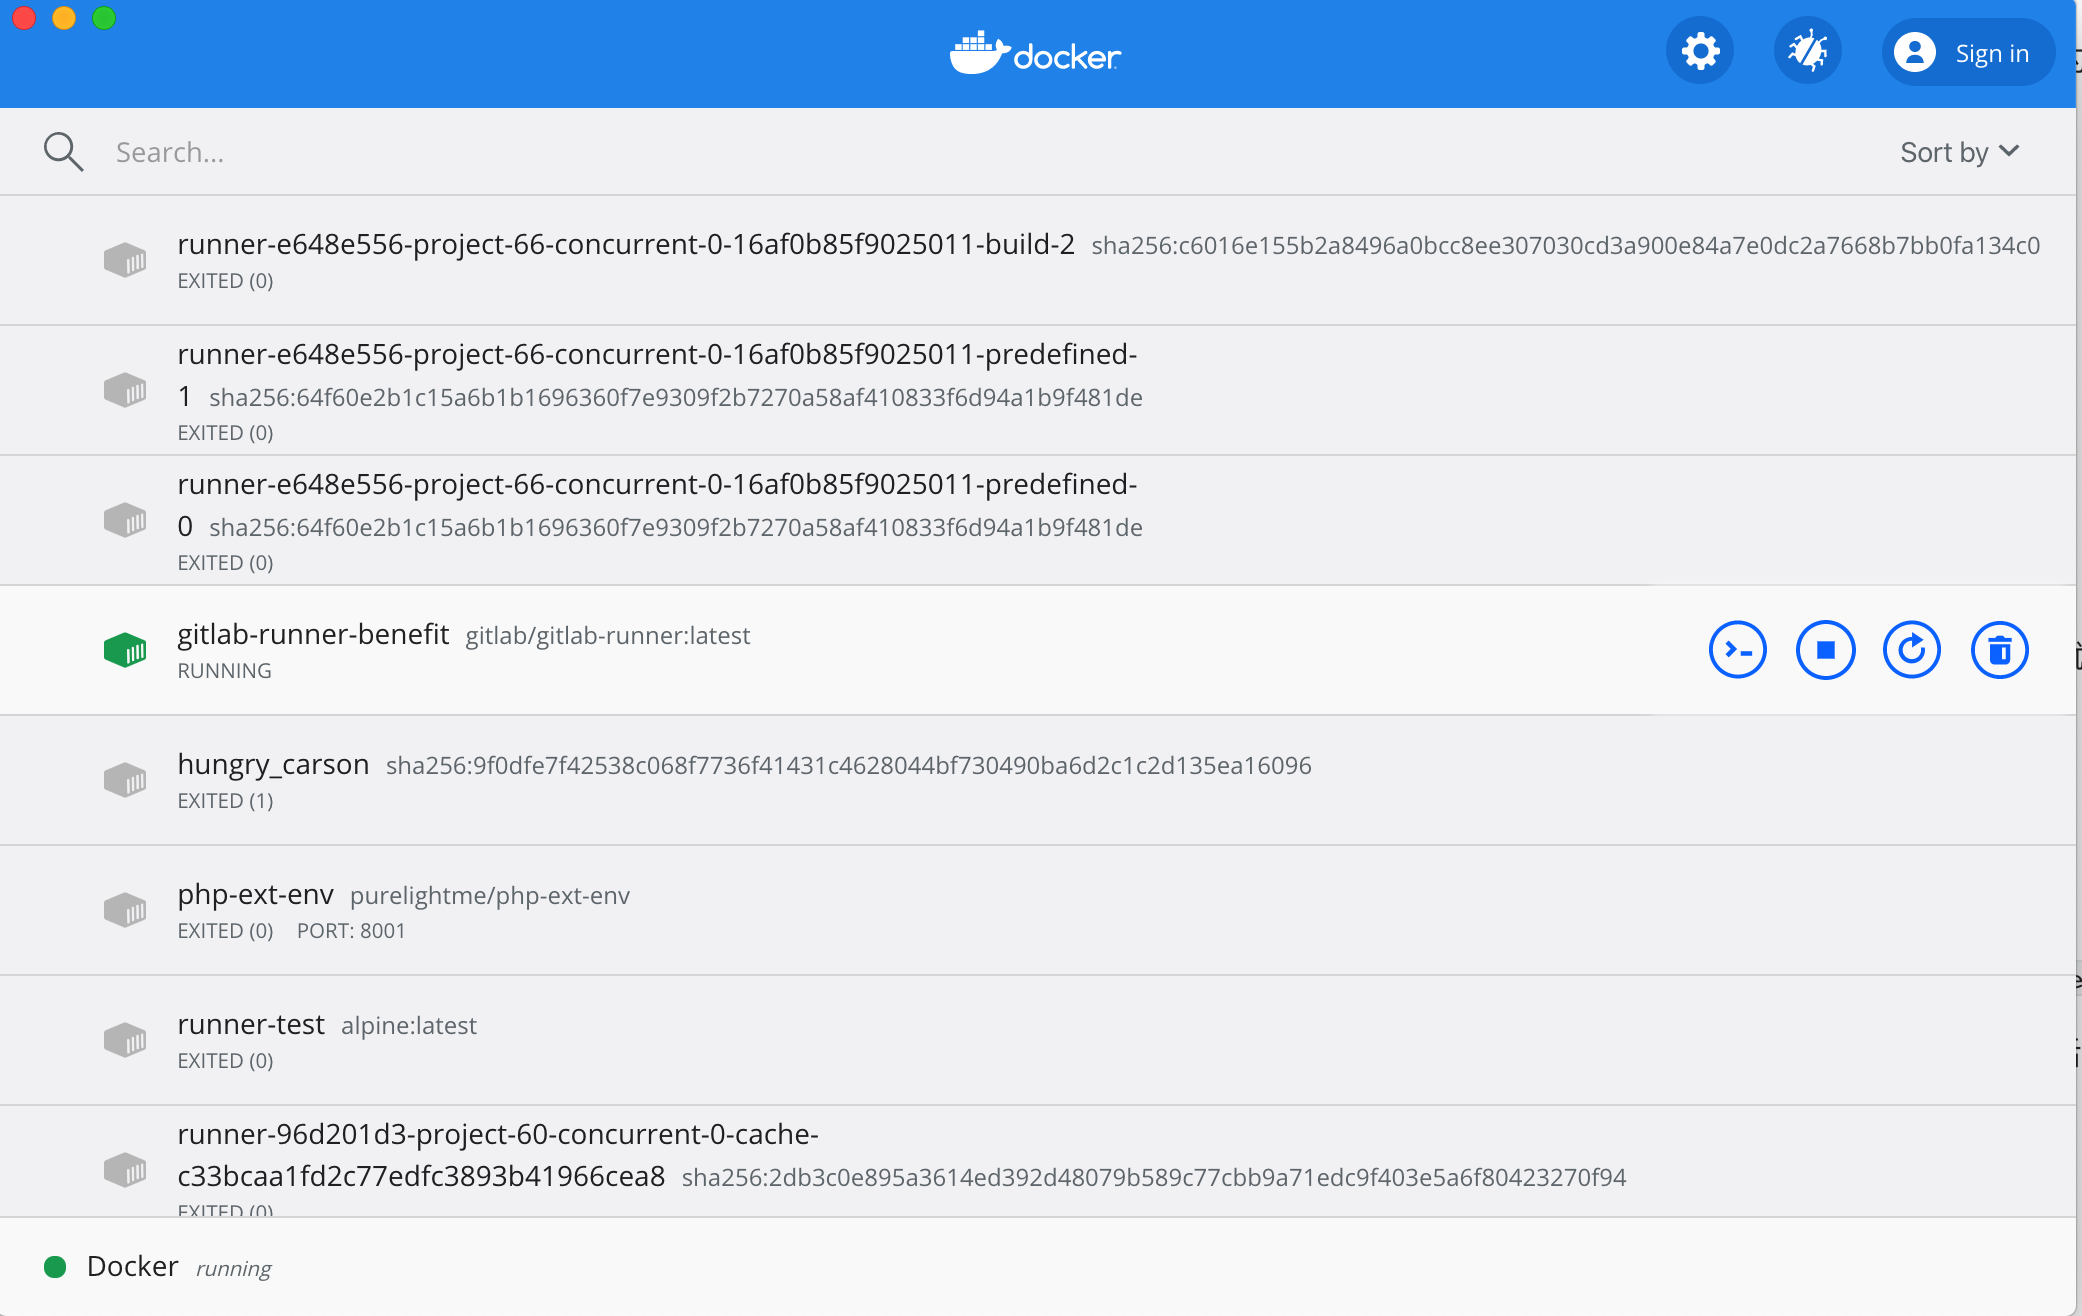 docker
Sign in
Search...
Sort by
runner-e648e556-project-66-concurrent-0-16af0b85f9025011-build-2 sha256:c6016e155b2a8496a0bcc8ee307030cd3a900e84a7e0dc2a7668b7bb0fa134c0
EXITED (0)
runner-e648e556-project-66-concurrent-0-16af0b85f9025011-predefined-
1 sha256:64f60e2b1c15a6b1b1696360f7e9309f2b7270a58af410833f6d94a1b9f481de
EXITED (0)
runner-e648e556-project-66-concurrent-0-16af0b85f9025011-predefined-
0 sha256:64f60e2b1c15a6b1b1696360f7e9309f2b7270a58af410833f6d94a1b9f481de
EXITED (0)
gitlab-runner-benefit gitlab/gitlab-runner:latest
RUNNING
hungry_carson sha256:9f0dfe7f42538c068f7736f41431c4628044bf730490ba6d2c1c2d135ea16096
EXITED (1)
php-ext-env purelightme/php-ext-env
EXITED (0) PORT: 8001
runner-test alpine:latest
EXITED (0)
runner-96d201d3-project-60-concurrent-0-cache-
c33bcaa1fd2c77edfc3893b41966cea8 sha256:2db3c0e895a3614ed392d48079b589c77cbb9a71edc9f403e5a6f80423270f94
EXITED (0)
Docker running